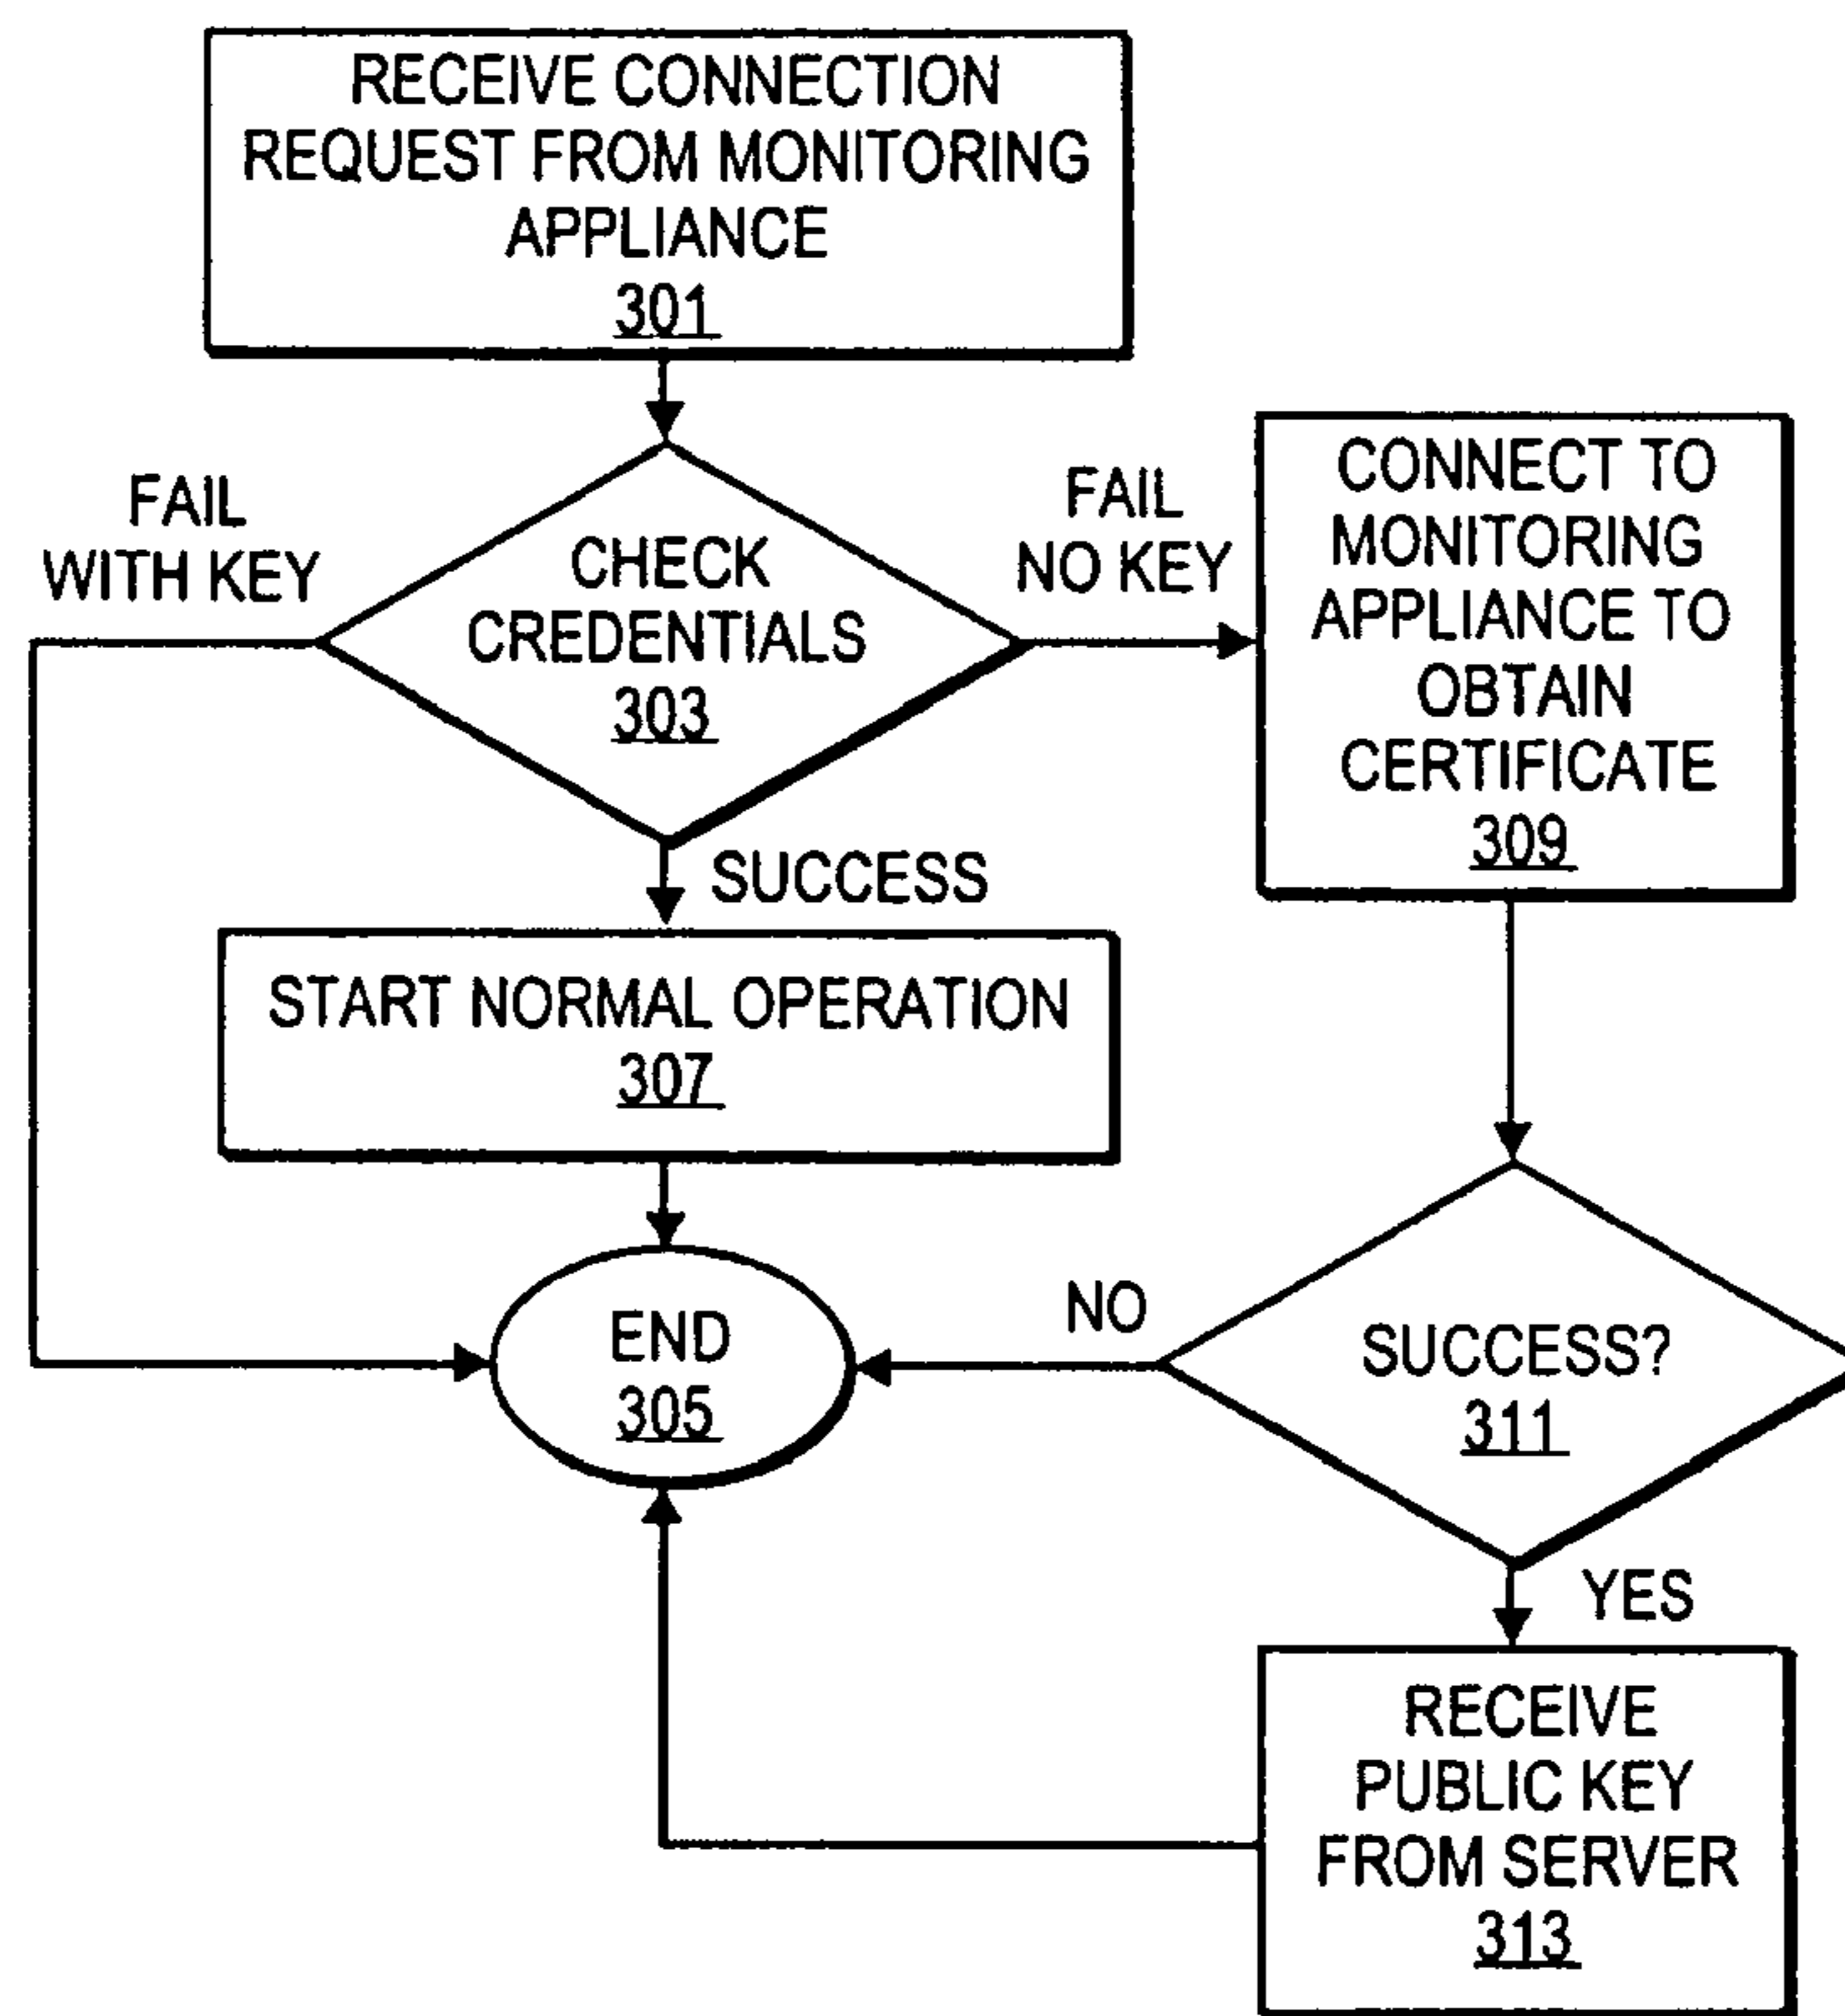 RECEIVE CONNECTION
REQUEST FROM MONITORING
APPLIANCE
301
FAIL
WITH KEY
CHECK
CREDENTIALS
303
FAIL
NO KEY
CONNECT TO
MONITORING
APPLIANCE TO
OBTAIN
CERTIFICATE
309
SUCCESS
START NORMAL OPERATION
307
END
305
NO
SUCCESS?
311
YES
RECEIVE
PUBLIC KEY
FROM SERVER
313